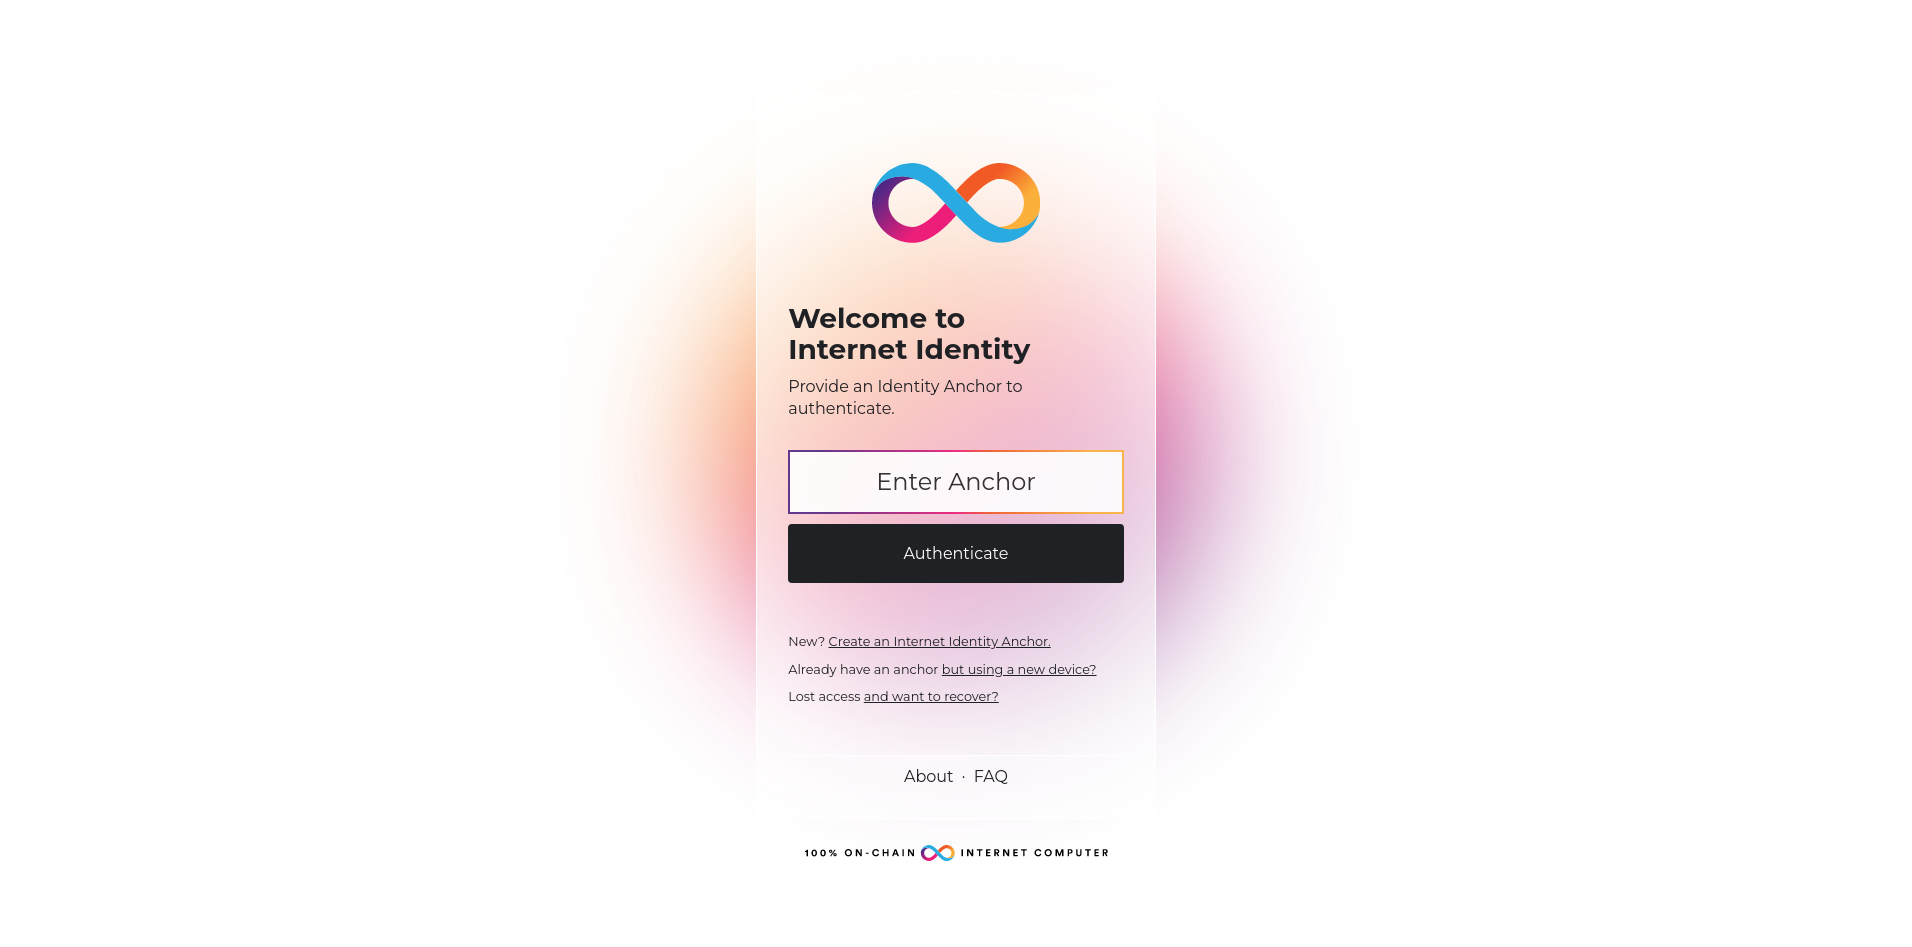 Welcome to
Internet Identity
Provide an Identity Anchor to
authenticate.
Enter Anchor
Authenticate
New? Create an Internet Identity Anchor.
Already have an anchor but using a new device?
Lost access and want to recover?
About · FAQ
100% ON-CHAIN INTERNET COMPUTER